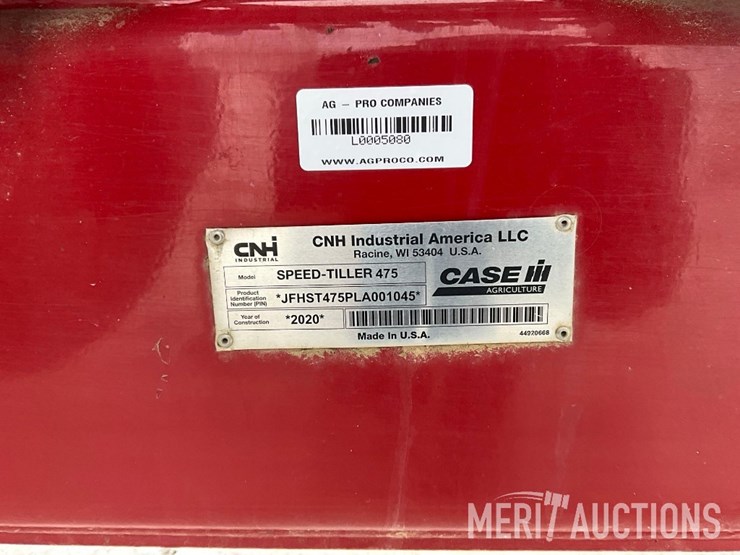 AG - PRO COMPANIES
L0005080
WWW.AGPROCO.COM
CNH INDUSTRIAL
CNH Industrial America LLC
Racine, WI 53404 U.S.A.
Model SPEED-TILLER 475
Product Identification Number (PIN) *JFHST475PLA001045*
CASE IH AGRICULTURE
Year of Construction *2020*
Made in U.S.A.
44920668
MERIT AUCTIONS